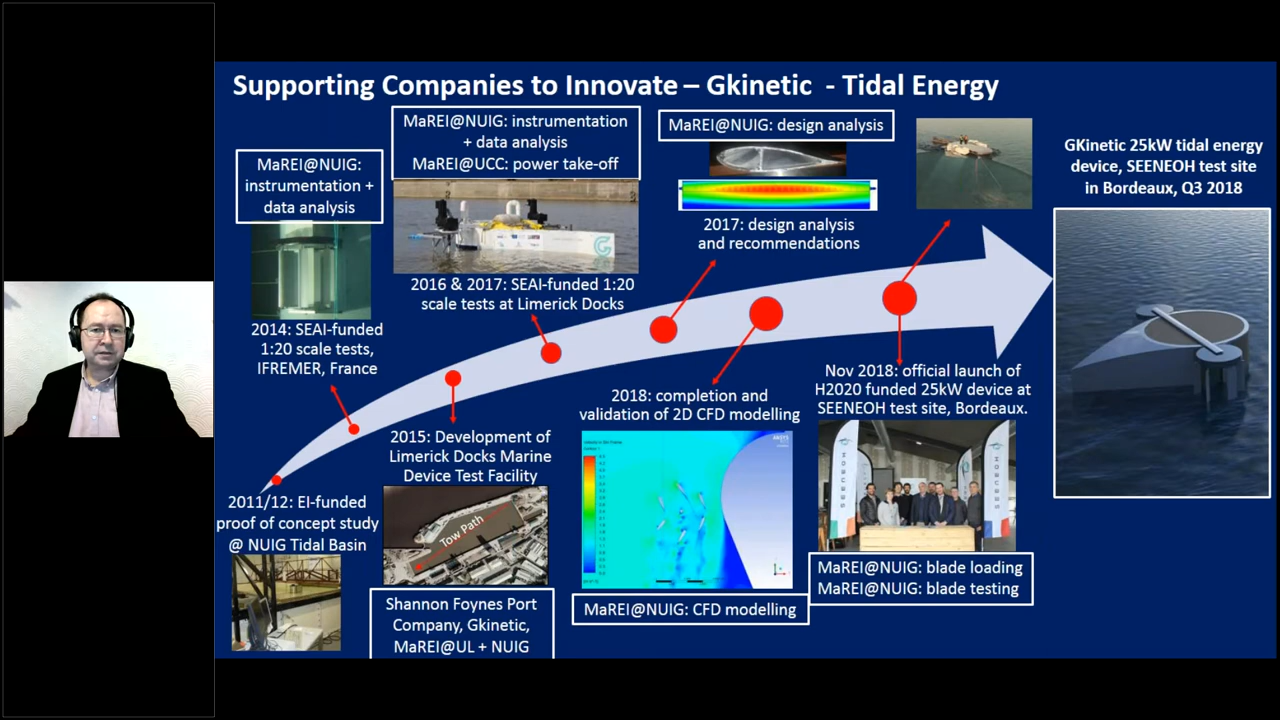 Supporting Companies to Innovate – Gkinetic - Tidal Energy
MaREI@NUIG:
instrumentation +
data analysis
2014: SEAI-funded
1:20 scale tests,
IFREMER, France
2011/12: EI-funded
proof of concept study
@ NUIG Tidal Basin
MaREI@NUIG: instrumentation
+ data analysis
MaREI@UCC: power take-off
2016 & 2017: SEAI-funded 1:20
scale tests at Limerick Docks
2015: Development of
Limerick Docks Marine
Device Test Facility
Tow Path
Shannon Foynes Port
Company, Gkinetic,
MaREI@UL + NUIG
MaREI@NUIG: design analysis
2017: design analysis
and recommendations
2018: completion and
validation of 2D CFD modelling
ANSYS
MaREI@NUIG: CFD modelling
Nov 2018: official launch of
H2020 funded 25kW device at
SEENEOH test site, Bordeaux.
MaREI@NUIG: blade loading
MaREI@NUIG: blade testing
GKinetic 25kW tidal energy
device, SEENEOH test site
in Bordeaux, Q3 2018